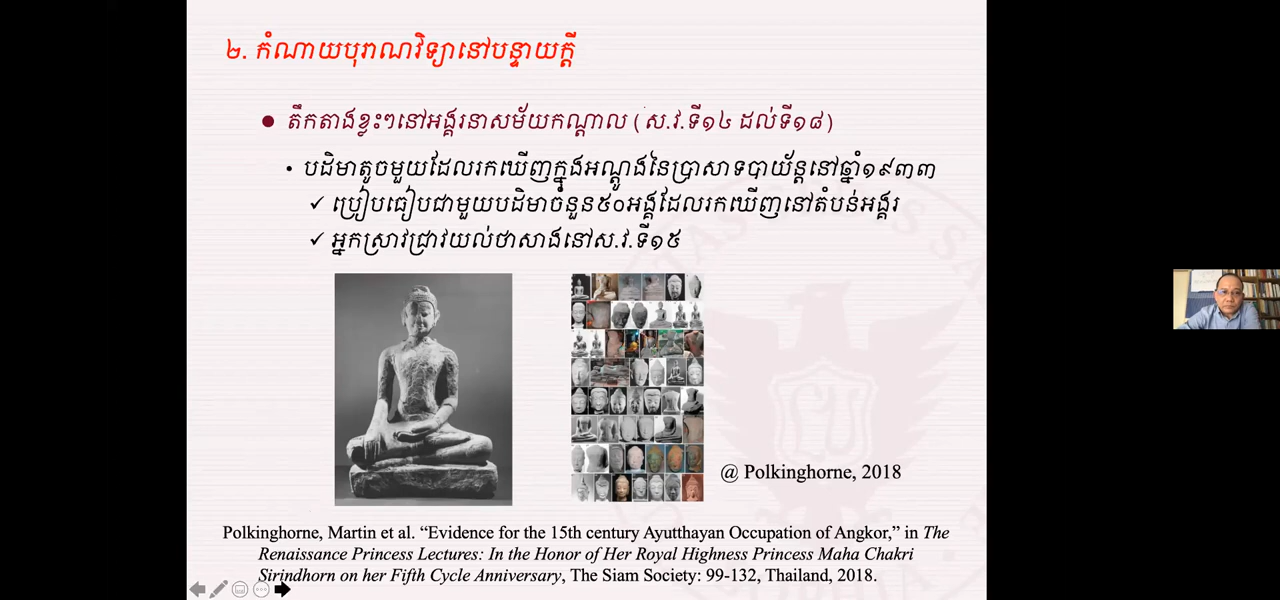 ២. កំណាយបុរាណវិទ្យានៅបន្ទាយក្ដី
តឹកតាងខ្លះៗនៅអង្គរនាសម័យកណ្ដាល (ស.វ.ទី១៤ ដល់ទី១៨)
បដិមាតូចមួយដែលរកឃើញក្នុងអណ្ដូងនៃប្រាសាទបាយ័ន្តនៅឆ្នាំ១៩៣៣
ប្រៀបធៀបជាមួយបដិមាចំនួន៥០អង្គដែលរកឃើញនៅតំបន់អង្គរ
អ្នកស្រាវជ្រាវយល់ថាសាងនៅស.វ.ទី១៥
@ Polkinghorne, 2018
Polkinghorne, Martin et al. “Evidence for the 15th century Ayutthayan Occupation of Angkor,” in The
Renaissance Princess Lectures: In the Honor of Her Royal Highness Princess Maha Chakri
Sirindhorn on her Fifth Cycle Anniversary, The Siam Society: 99-132, Thailand, 2018.